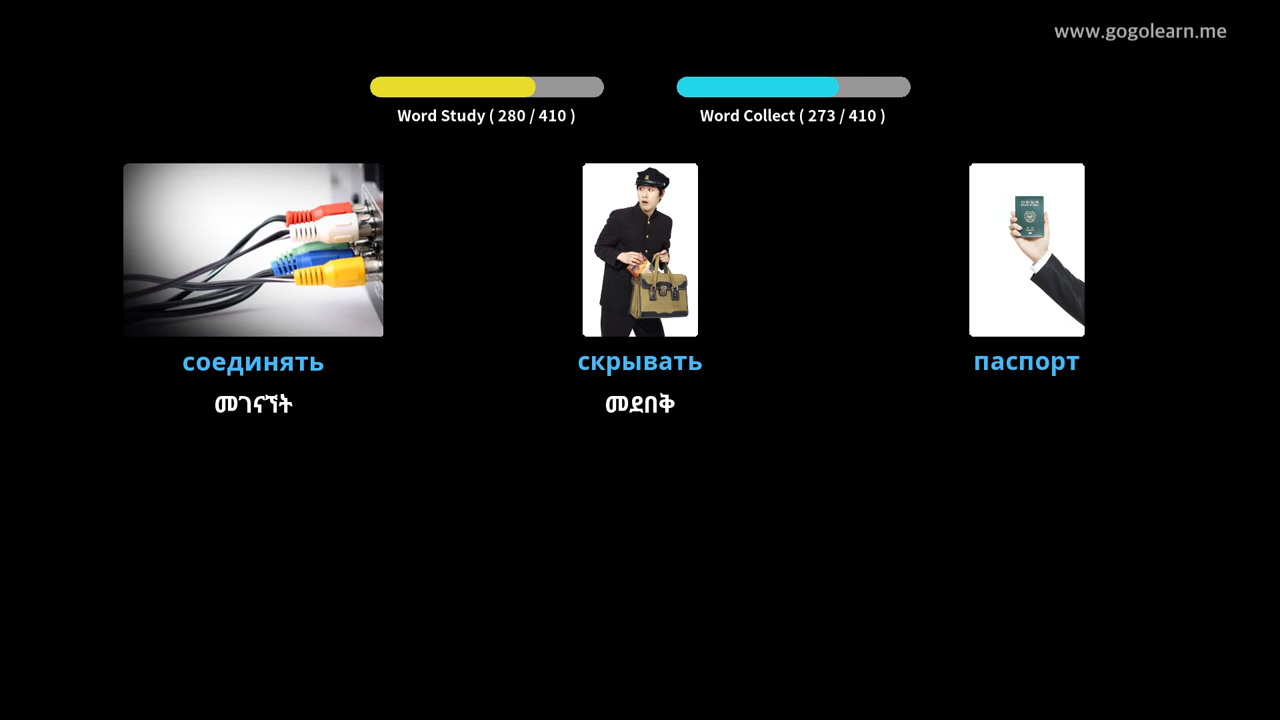 www.gogolearn.me
Word Study ( 280 / 410 )
Word Collect ( 273 / 410 )
соединять
скрывать
паспорт
መገናኘት
መደበቅ